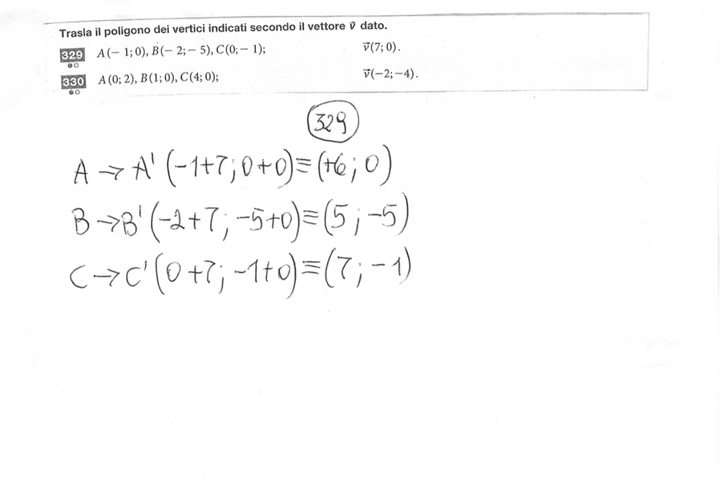 Trasla il poligono dei vertici indicati secondo il vettore v⃗ dato.
329 A(− 1; 0), B(− 2; − 5), C(0; − 1); v⃗(7; 0).
330 A(0; 2), B(1; 0), C(4; 0); v⃗(−2; −4).
329
A → A' (-1+7; 0+0) ≡ (+6; 0)
B → B' (-2+7; -5+0) ≡ (5; -5)
C → C' (0+7; -1+0) ≡ (7; -1)